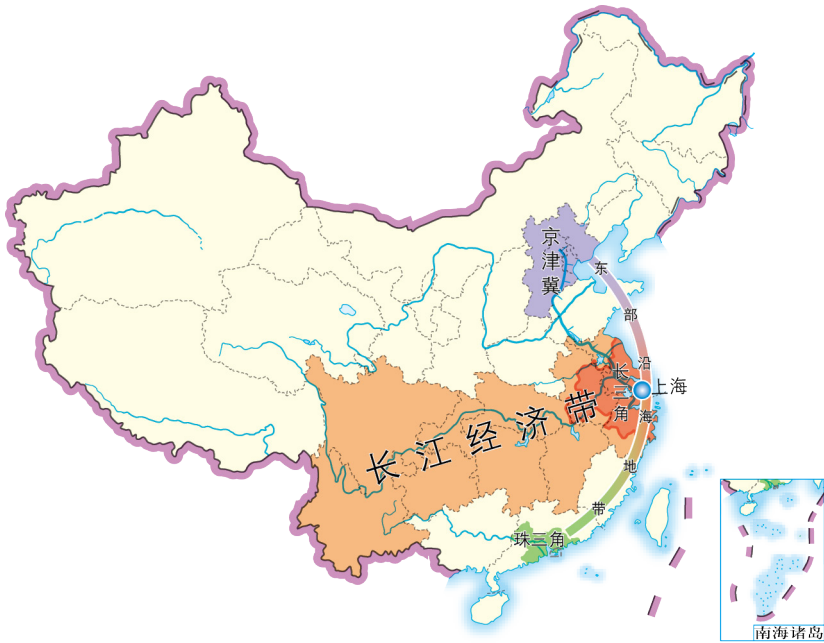 京津冀
东部沿海地带
长三角
上海
长江经济带
珠三角
南海诸岛